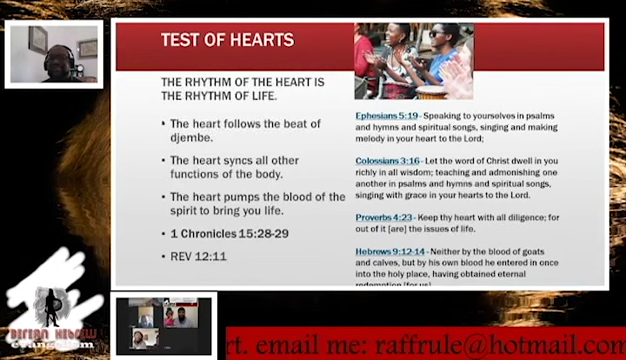 TEST OF HEARTS
THE RHYTHM OF THE HEART IS
THE RHYTHM OF LIFE.
• The heart follows the beat of
djembe.
• The heart syncs all other
functions of the body.
• The heart pumps the blood of the
spirit to bring you life.
• 1 Chronicles 15:28-29
• REV 12:11
Ephesians 5:19 - Speaking to yourselves in psalms
and hymns and spiritual songs, singing and making
melody in your heart to the Lord;
Colossians 3:16 - Let the word of Christ dwell in you
richly in all wisdom; teaching and admonishing one
another in psalms and hymns and spiritual songs,
singing with grace in your hearts to the Lord.
Proverbs 4:23 - Keep thy heart with all diligence; for
out of it [are] the issues of life.
Hebrews 9:12-14 - Neither by the blood of goats
and calves, but by his own blood he entered in once
into the holy place, having obtained eternal
redemption [for us]
rt. email me: raffrule@hotmail.com